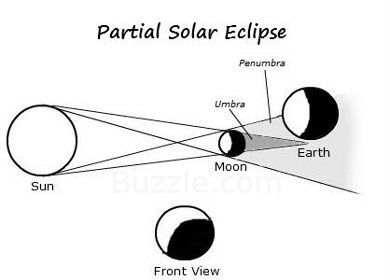 Partial Solar Eclipse
Penumbra
Umbra
Earth
Moon
Sun
Buzzle.com
Front View